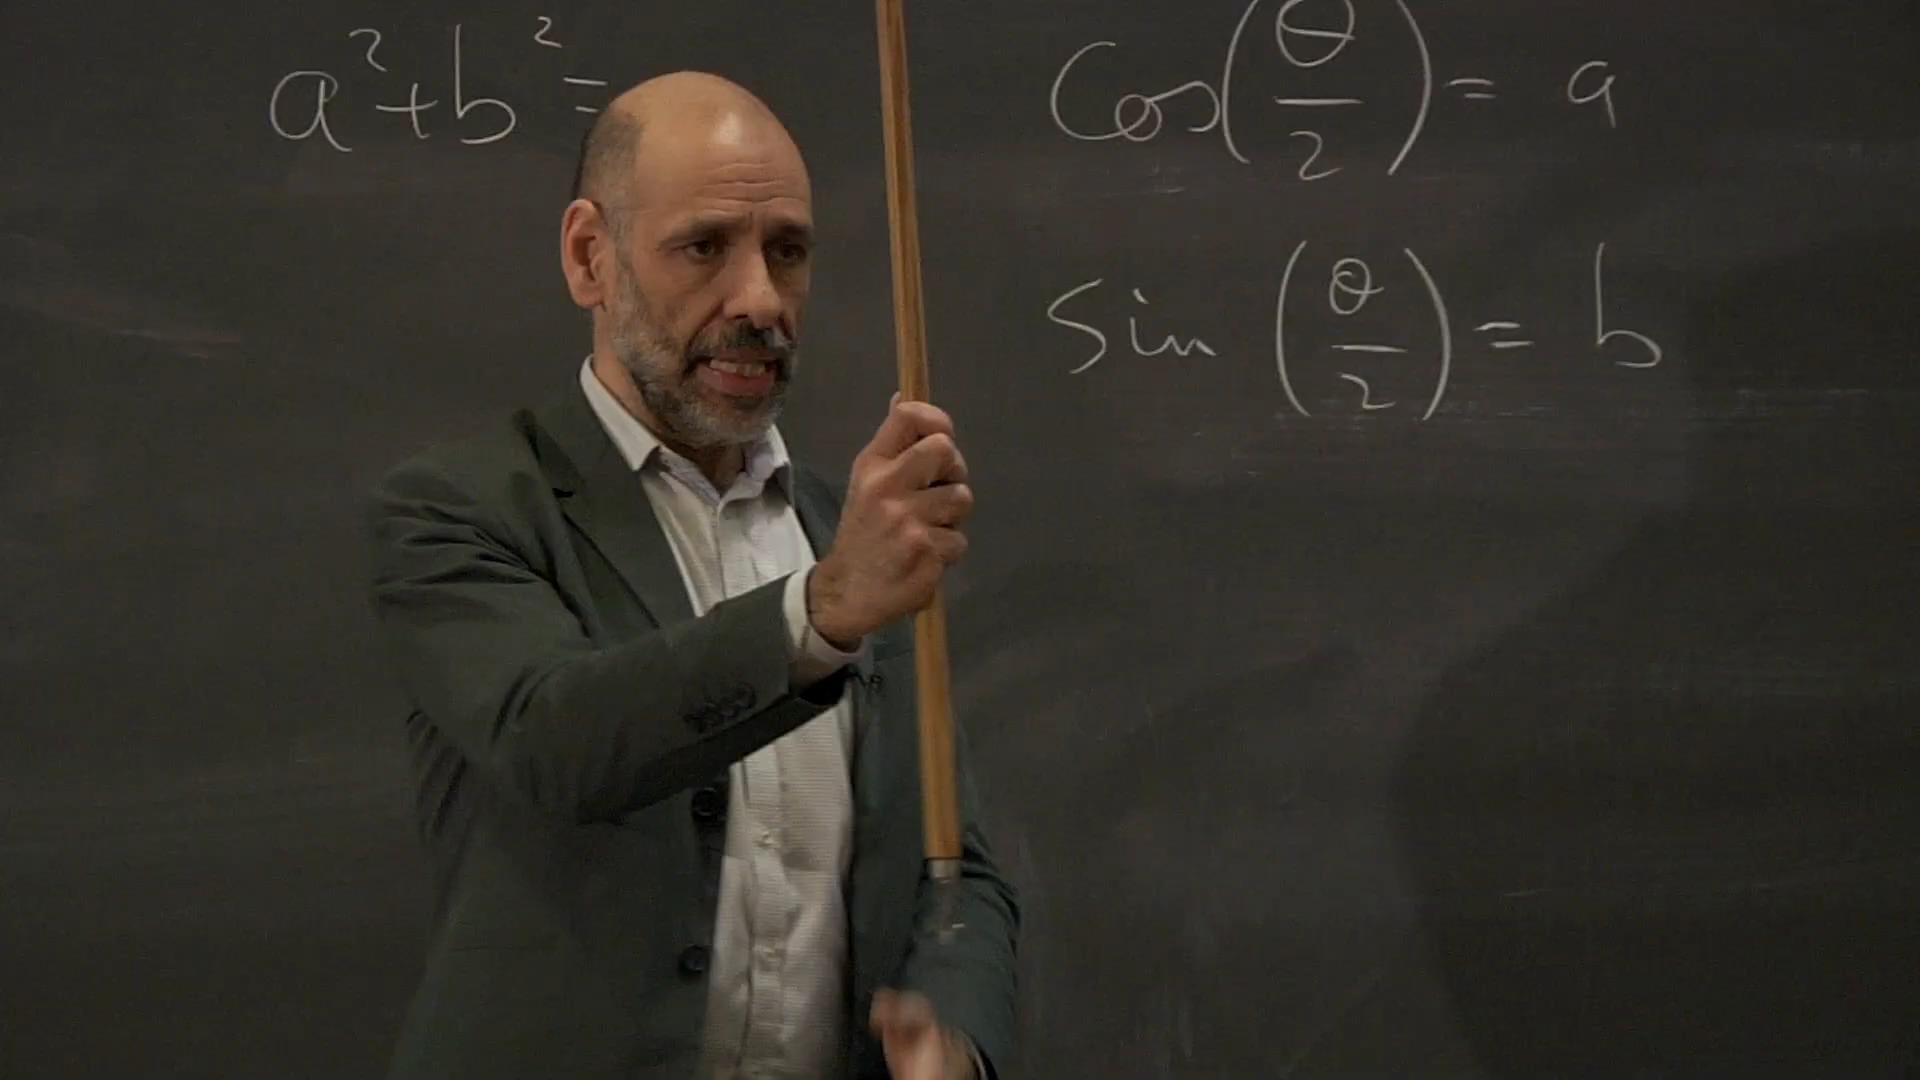 a²+b²=
Cos(θ/2) = a
Sin(θ/2) = b